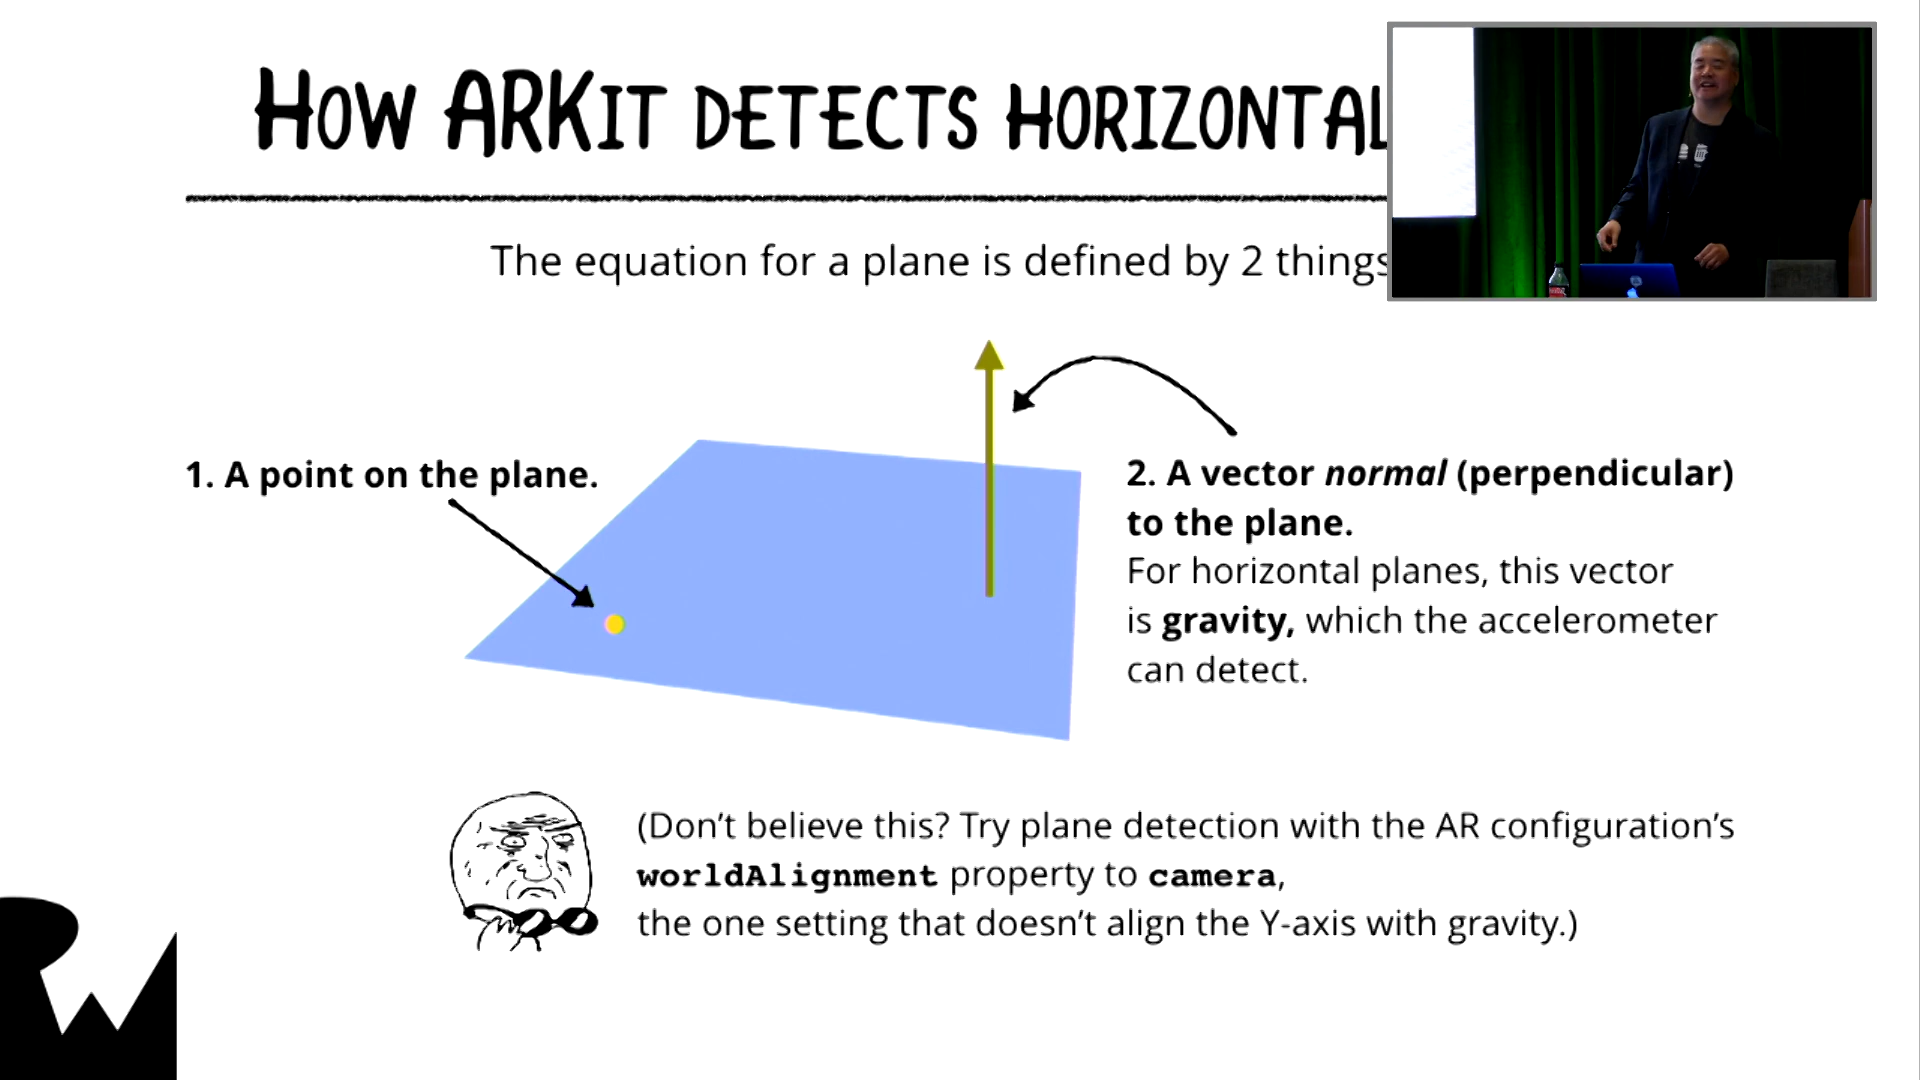 HOW ARKIT DETECTS HORIZONTAL
The equation for a plane is defined by 2 things
1. A point on the plane.
2. A vector normal (perpendicular)
to the plane.
For horizontal planes, this vector
is gravity, which the accelerometer
can detect.
(Don’t believe this? Try plane detection with the AR configuration’s
worldAlignment property to camera,
the one setting that doesn’t align the Y-axis with gravity.)